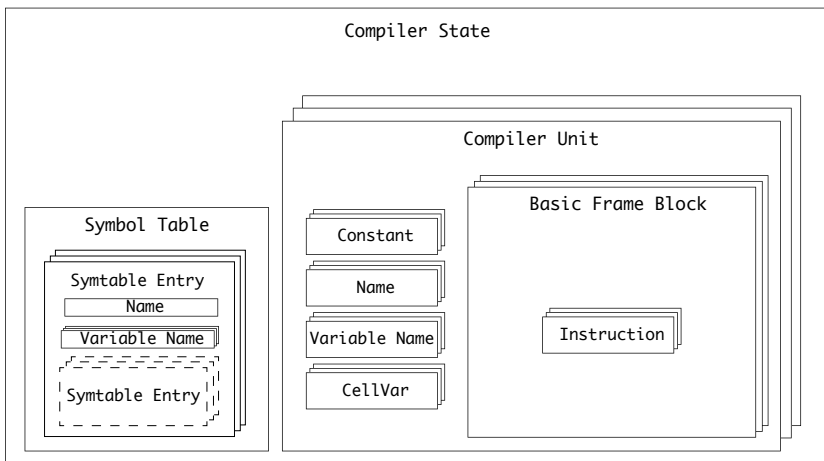 Compiler State
Symbol Table
Symtable Entry
Name
Variable Name
Symtable Entry
Compiler Unit
Constant
Name
Variable Name
CellVar
Basic Frame Block
Instruction